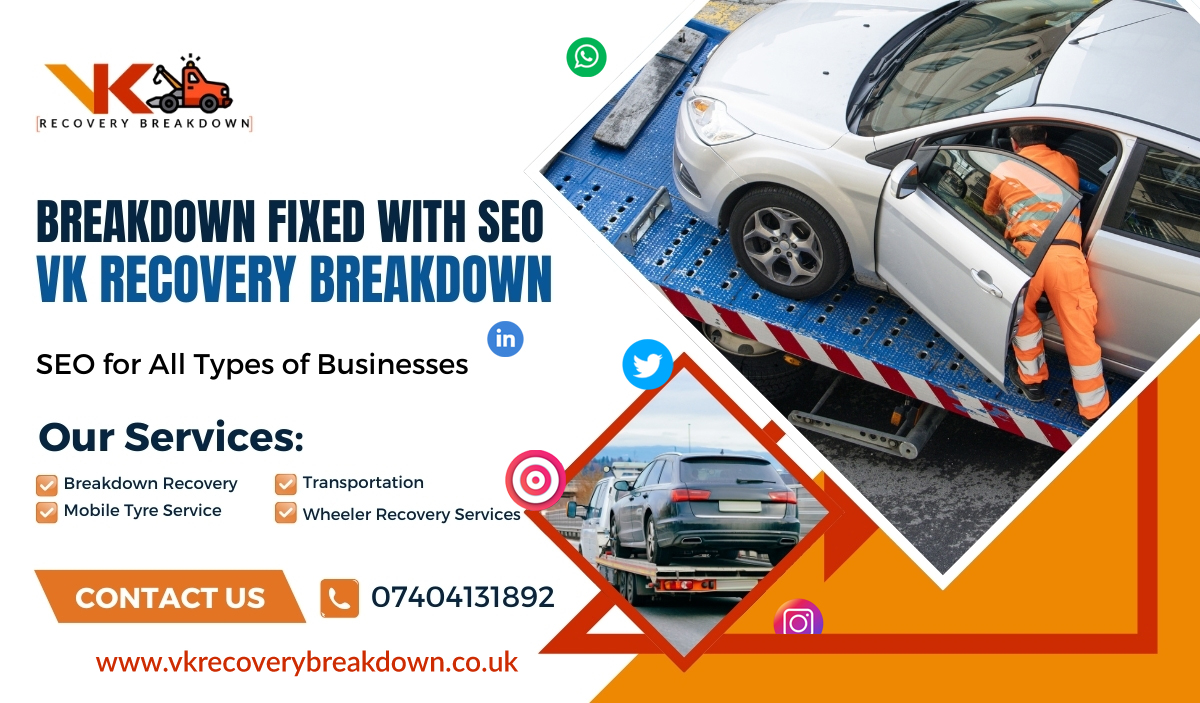 VK
[RECOVERY BREAKDOWN]
BREAKDOWN FIXED WITH SEO
VK RECOVERY BREAKDOWN
in
SEO for All Types of Businesses
Our Services:
Breakdown Recovery
Transportation
Mobile Tyre Service
Wheeler Recovery Services
CONTACT US
07404131892
www.vkrecoverybreakdown.co.uk